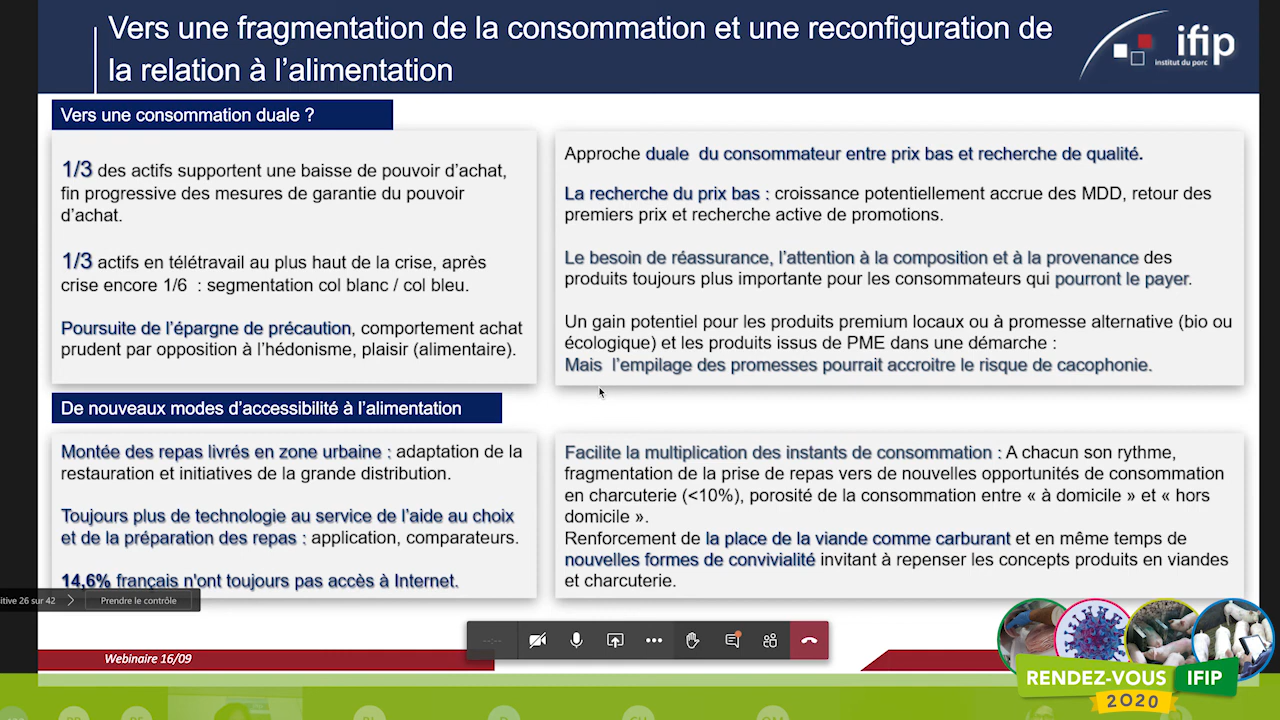 Vers une fragmentation de la consommation et une reconfiguration de
la relation à l'alimentation
ifip
institut du porc
Vers une consommation duale ?
1/3 des actifs supportent une baisse de pouvoir d'achat,
fin progressive des mesures de garantie du pouvoir
d'achat.
1/3 actifs en télétravail au plus haut de la crise, après
crise encore 1/6 : segmentation col blanc / col bleu.
Poursuite de l'épargne de précaution, comportement achat
prudent par opposition à l'hédonisme, plaisir (alimentaire).
Approche duale du consommateur entre prix bas et recherche de qualité.
La recherche du prix bas : croissance potentiellement accrue des MDD, retour des
premiers prix et recherche active de promotions.
Le besoin de réassurance, l'attention à la composition et à la provenance des
produits toujours plus importante pour les consommateurs qui pourront le payer.
Un gain potentiel pour les produits premium locaux ou à promesse alternative (bio ou
écologique) et les produits issus de PME dans une démarche :
Mais l'empilage des promesses pourrait accroitre le risque de cacophonie.
De nouveaux modes d'accessibilité à l'alimentation
Montée des repas livrés en zone urbaine : adaptation de la
restauration et initiatives de la grande distribution.
Toujours plus de technologie au service de l'aide au choix
et de la préparation des repas : application, comparateurs.
14,6% français n'ont toujours pas accès à Internet.
Facilite la multiplication des instants de consommation : A chacun son rythme,
fragmentation de la prise de repas vers de nouvelles opportunités de consommation
en charcuterie (<10%), porosité de la consommation entre « à domicile » et « hors
domicile ».
Renforcement de la place de la viande comme carburant et en même temps de
nouvelles formes de convivialité invitant à repenser les concepts produits en viandes
et charcuterie.
itive 26 sur 42
Prendre le contrôle
Webinaire 16/09
RENDEZ-VOUS IFIP
2020